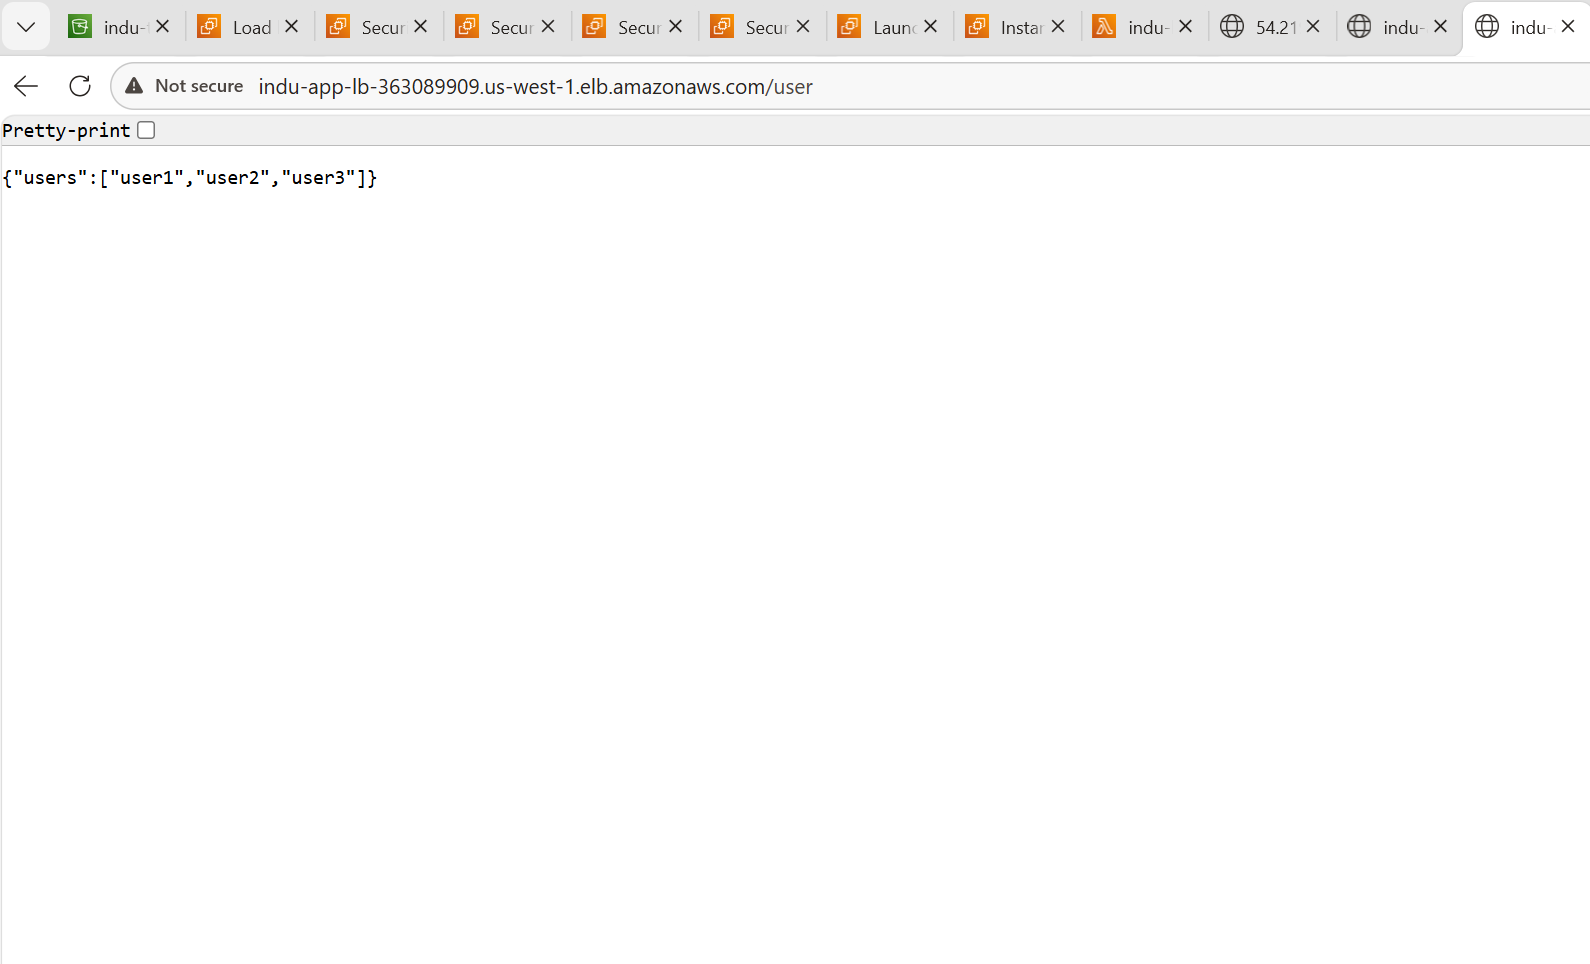 indu- Load Secur Secur Secur Secur Launc Instar indu- 54.21 indu- indu-
Not secure indu-app-lb-363089909.us-west-1.elb.amazonaws.com/user
Pretty-print
{"users":["user1","user2","user3"]}